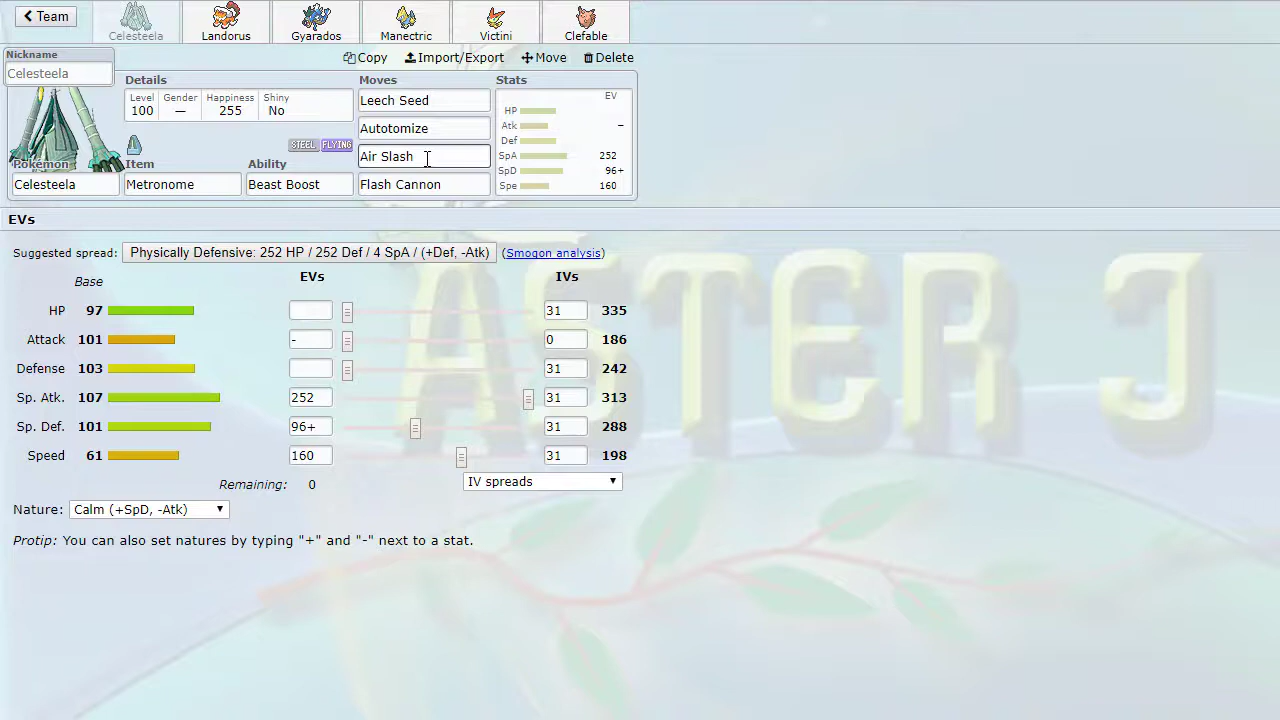 Team
Celesteela
Landorus
Gyarados
Manectric
Victini
Clefable
Nickname
Celesteela
Copy
Import/Export
Move
Delete
Details
Moves
Stats
Level
100
Gender
—
Happiness
255
Shiny
No
Leech Seed
Autotomize
Air Slash
Flash Cannon
EV
HP
Atk –
Def
SpA 252
SpD 96+
Spe 160
STEEL FLYING
Pokémon
Celesteela
Item
Metronome
Ability
Beast Boost
EVs
Suggested spread: Physically Defensive: 252 HP / 252 Def / 4 SpA / (+Def, -Atk) (Smogon analysis)
Base EVs IVs
HP 97 31 335
Attack 101 - 0 186
Defense 103 31 242
Sp. Atk. 107 252 31 313
Sp. Def. 101 96+ 31 288
Speed 61 160 31 198
Remaining: 0 IV spreads
Nature: Calm (+SpD, -Atk)
Protip: You can also set natures by typing "+" and "-" next to a stat.
ASTER J